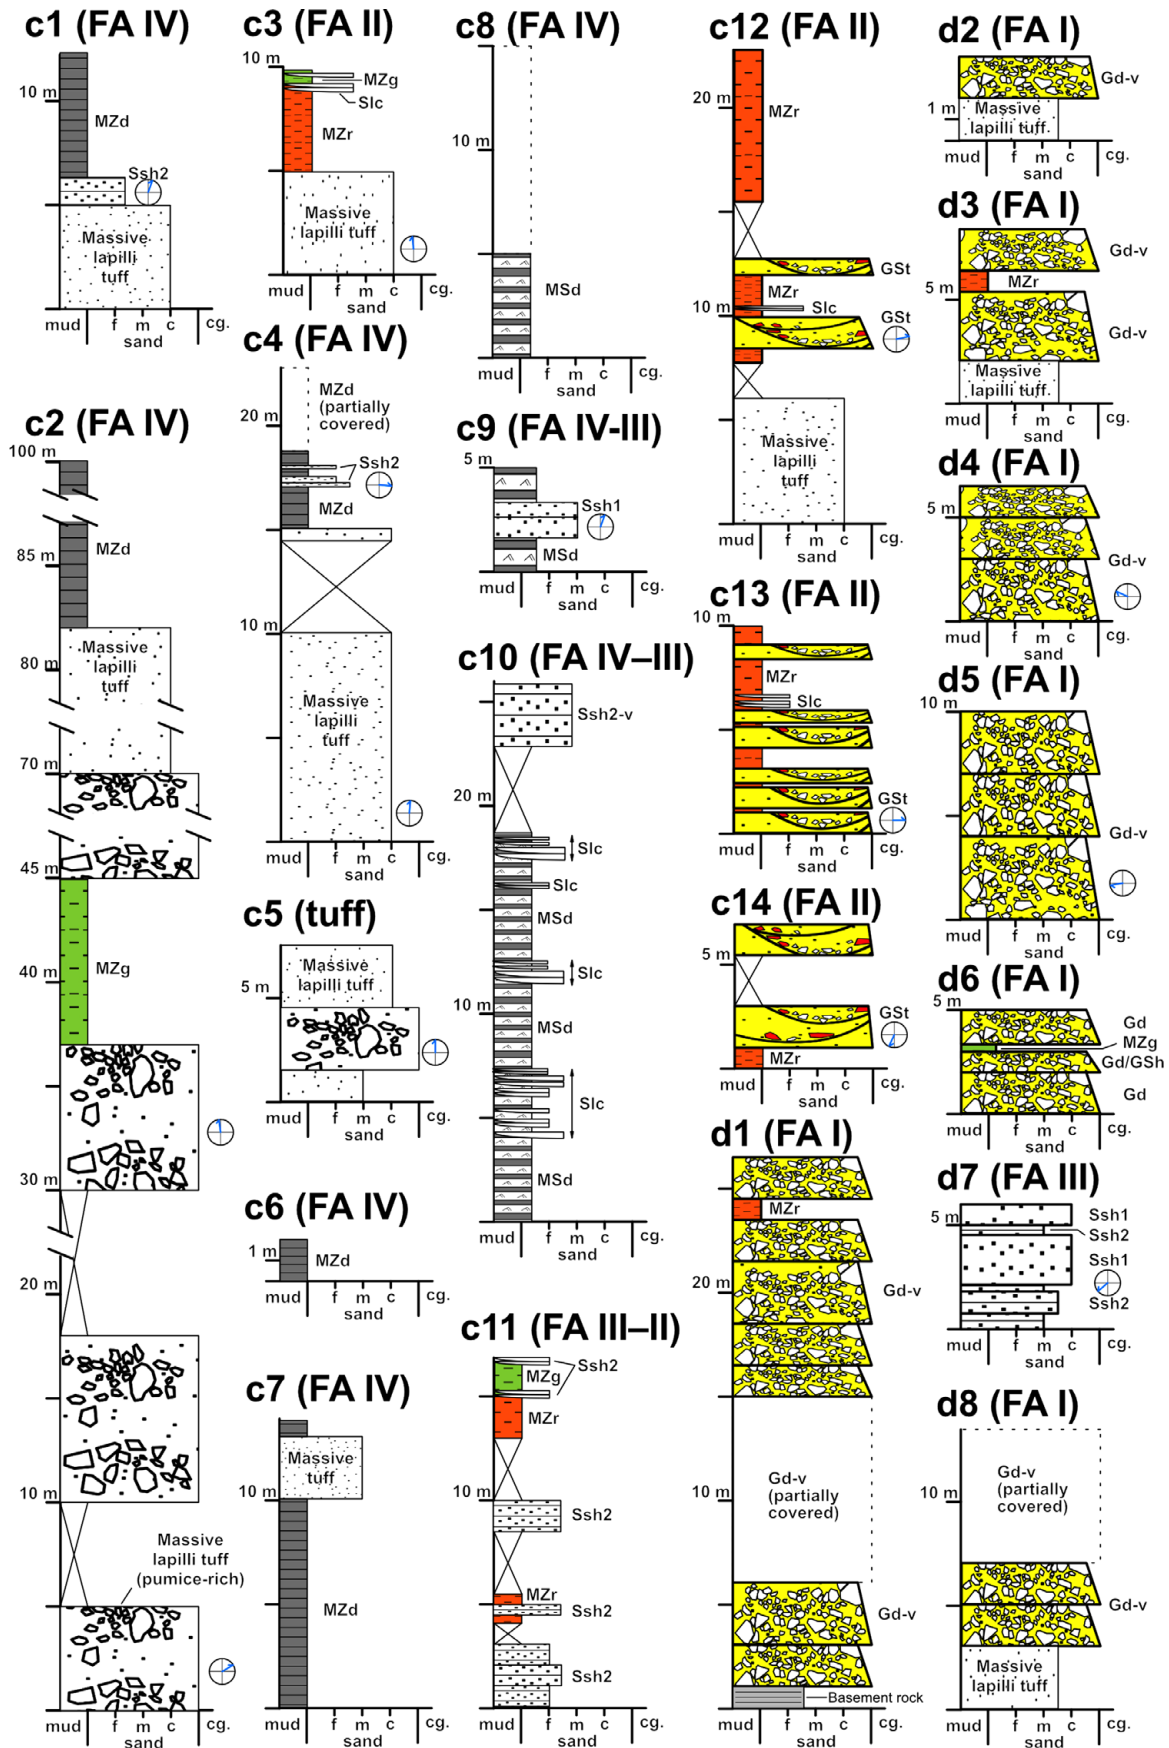 c1 (FA IV)
10 m
MZd
Ssh2
Massive
lapilli
tuff
mud
f
m
c
cg.
sand
c2 (FA IV)
100 m
MZd
85 m
Massive
lapilli
tuff
80 m
70 m
45 m
MZg
40 m
30 m
20 m
10 m
Massive
lapilli tuff
(pumice-rich)
mud
f
m
c
cg.
sand
c3 (FA II)
10 m
MZg
Slc
MZr
Massive
lapilli tuff
mud
f
m
c
cg.
sand
c4 (FA IV)
MZd
(partially
covered)
20 m
Ssh2
MZd
10 m
Massive
lapilli
tuff
mud
f
m
c
cg.
sand
c5 (tuff)
Massive
lapilli tuff
5 m
mud
f
m
c
cg.
sand
c6 (FA IV)
1 m
MZd
mud
f
m
c
cg.
sand
c7 (FA IV)
Massive
tuff
10 m
MZd
mud
f
m
c
cg.
sand
c8 (FA IV)
10 m
MSd
mud
f
m
c
cg.
sand
c9 (FA IV-III)
5 m
Ssh1
MSd
mud
f
m
c
cg.
sand
c10 (FA IV–III)
Ssh2-v
20 m
Slc
Slc
MSd
Slc
10 m
MSd
Slc
MSd
mud
f
m
c
cg.
sand
c11 (FA III–II)
Ssh2
MZg
MZr
10 m
Ssh2
MZr
Ssh2
Ssh2
mud
f
m
c
cg.
sand
c12 (FA II)
20 m
MZr
GSt
MZr
Slc
10 m
GSt
Massive
lapilli
tuff
mud
f
m
c
cg.
sand
c13 (FA II)
10 m
MZr
Slc
GSt
mud
f
m
c
cg.
sand
c14 (FA II)
5 m
GSt
MZr
mud
f
m
c
cg.
sand
d1 (FA I)
MZr
20 m
Gd-v
Gd-v
(partially
covered)
10 m
Gd-v
Basement rock
mud
f
m
c
cg.
sand
d2 (FA I)
Gd-v
1 m
Massive
lapilli tuff
mud
f
m
c
cg.
sand
d3 (FA I)
Gd-v
MZr
5 m
Gd-v
Massive
lapilli tuff
mud
f
m
c
cg.
sand
d4 (FA I)
5 m
Gd-v
mud
f
m
c
cg.
sand
d5 (FA I)
10 m
Gd-v
mud
f
m
c
cg.
sand
d6 (FA I)
5 m
Gd
MZg
Gd/GSh
Gd
mud
f
m
c
cg.
sand
d7 (FA III)
Ssh1
5 m
Ssh2
Ssh1
Ssh2
mud
f
m
c
cg.
sand
d8 (FA I)
Gd-v
(partially
covered)
10 m
Gd-v
Massive
lapilli tuff
mud
f
m
c
cg.
sand